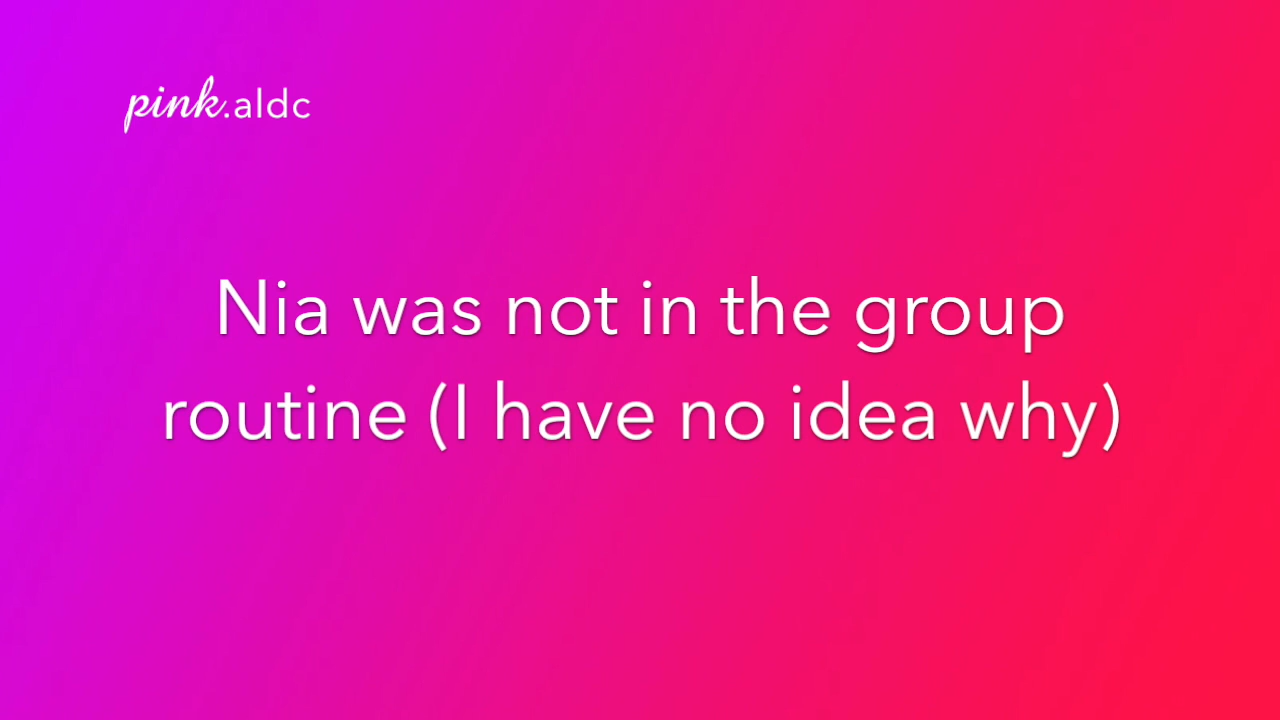 pink.aldc
Nia was not in the group
routine (I have no idea why)